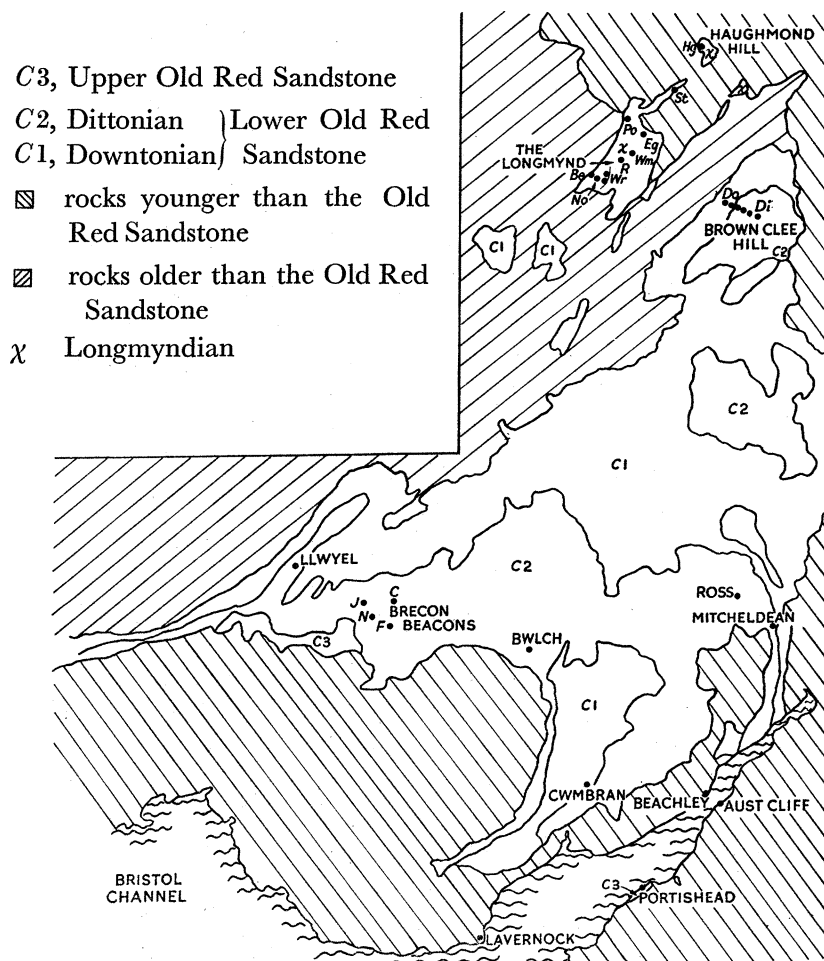 C3, Upper Old Red Sandstone
C2, Dittonian } Lower Old Red
C1, Downtonian } Sandstone
rocks younger than the Old
Red Sandstone
rocks older than the Old Red
Sandstone
χ Longmyndian
HAUGHMOND
HILL
Hg
χ
St
Po
Eg
THE
LONGMYND
χ
Wm
R
Ba
Wr
No
Do
Di
BROWN CLEE
HILL
C2
C1
C1
C2
C1
LLWYEL
C2
J
C
BRECON
BEACONS
N
F
ROSS
MITCHELDEAN
C3
BWLCH
C1
CWMBRAN
BEACHLEY
AUST CLIFF
BRISTOL
CHANNEL
C3
PORTISHEAD
LAVERNOCK